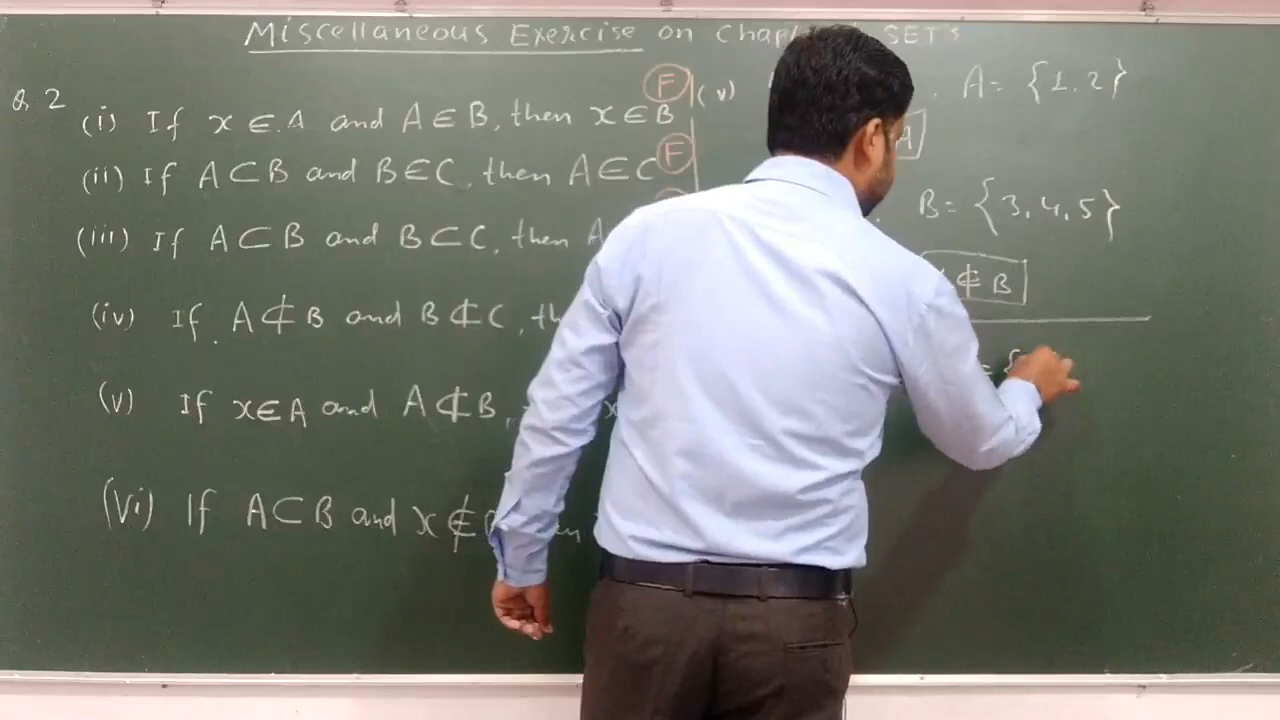 Miscellaneous Exercise on Chap SETS
Q. 2
(i) If x ∈ A and A ∈ B, then x ∈ B F
(ii) If A ⊂ B and B ∈ C, then A ∈ C F
(iii) If A ⊂ B and B ⊂ C, then A
(iv) If A ⊄ B and B ⊄ C,
(v) If x ∈ A and A ⊄ B,
(vi) If A ⊂ B and x ∉
(v) A = {1, 2}
A
B = {3, 4, 5}
⊄ B
= {